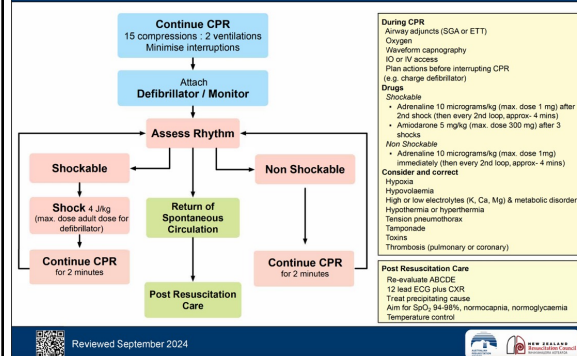 Continue CPR
15 compressions : 2 ventilations
Minimise interruptions
Attach
Defibrillator / Monitor
Assess Rhythm
Shockable
Non Shockable
Shock 4 J/kg
(max. dose adult dose for
defibrillator)
Return of
Spontaneous
Circulation
Continue CPR
for 2 minutes
Continue CPR
for 2 minutes
Post Resuscitation
Care
During CPR
Airway adjuncts (SGA or ETT)
Oxygen
Waveform capnography
IO or IV access
Plan actions before interrupting CPR
(e.g. charge defibrillator)
Drugs
Shockable
• Adrenaline 10 micrograms/kg (max. dose 1 mg) after
2nd shock (then every 2nd loop, approx- 4 mins)
• Amiodarone 5 mg/kg (max. dose 300 mg) after 3
shocks
Non Shockable
• Adrenaline 10 micrograms/kg (max. dose 1mg)
immediately (then every 2nd loop, approx- 4 mins)
Consider and correct
Hypoxia
Hypovolaemia
High or low electrolytes (K, Ca, Mg) & metabolic disorder
Hypothermia or hyperthermia
Tension pneumothorax
Tamponade
Toxins
Thrombosis (pulmonary or coronary)
Post Resuscitation Care
Re-evaluate ABCDE
12 lead ECG plus CXR
Treat precipitating cause
Aim for SpO₂ 94-98%, normocapnia, normoglycaemia
Temperature control
Reviewed September 2024
NEW ZEALAND
Resuscitation Council